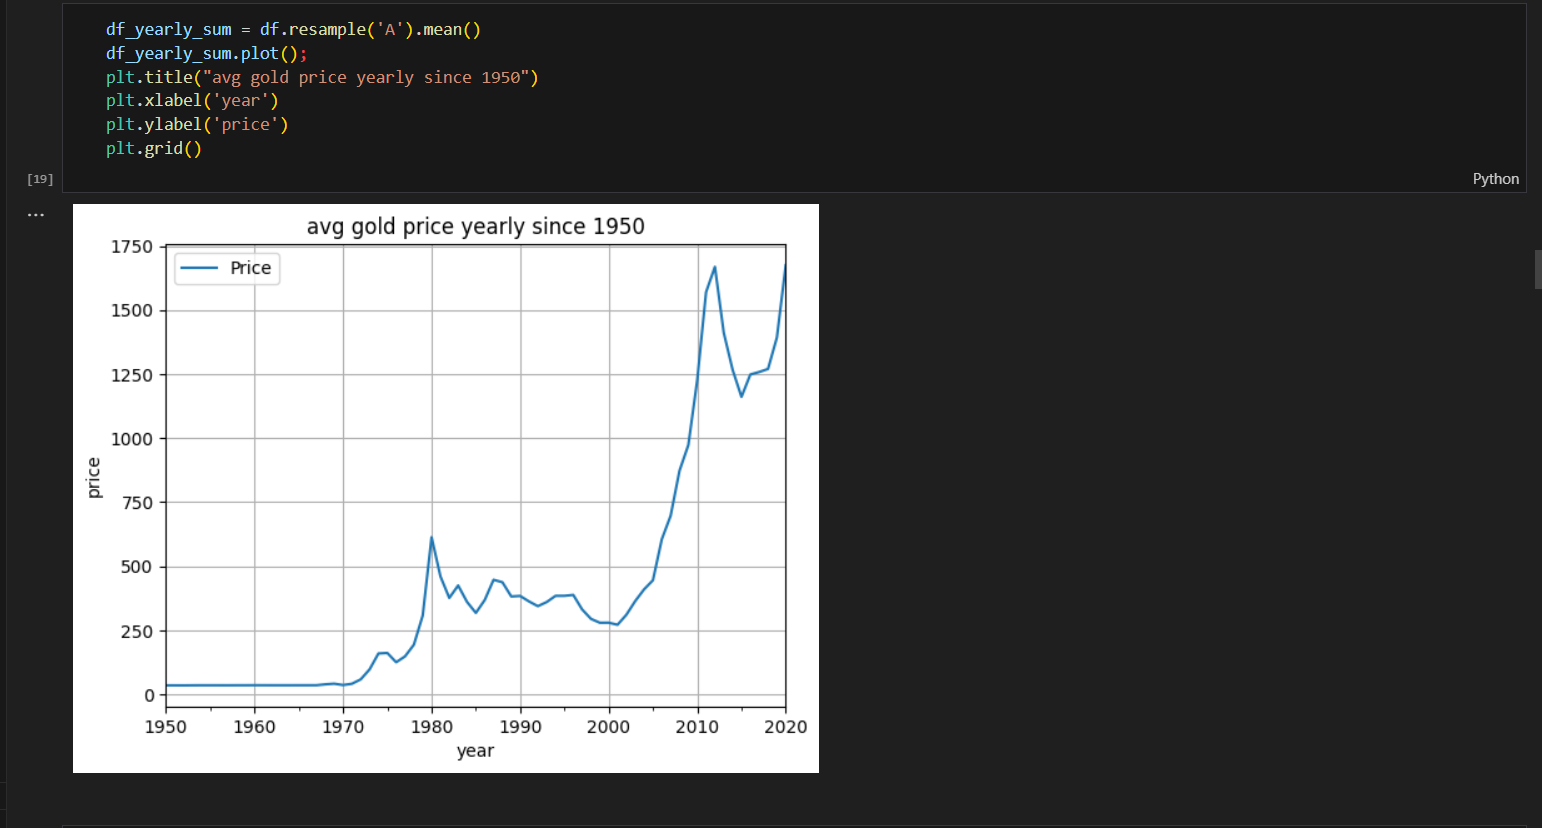 df_yearly_sum = df.resample('A').mean()
df_yearly_sum.plot();
plt.title("avg gold price yearly since 1950")
plt.xlabel('year')
plt.ylabel('price')
plt.grid()
[19]
Python
...
avg gold price yearly since 1950
Price
1750
1500
1250
1000
750
500
250
0
price
1950 1960 1970 1980 1990 2000 2010 2020
year